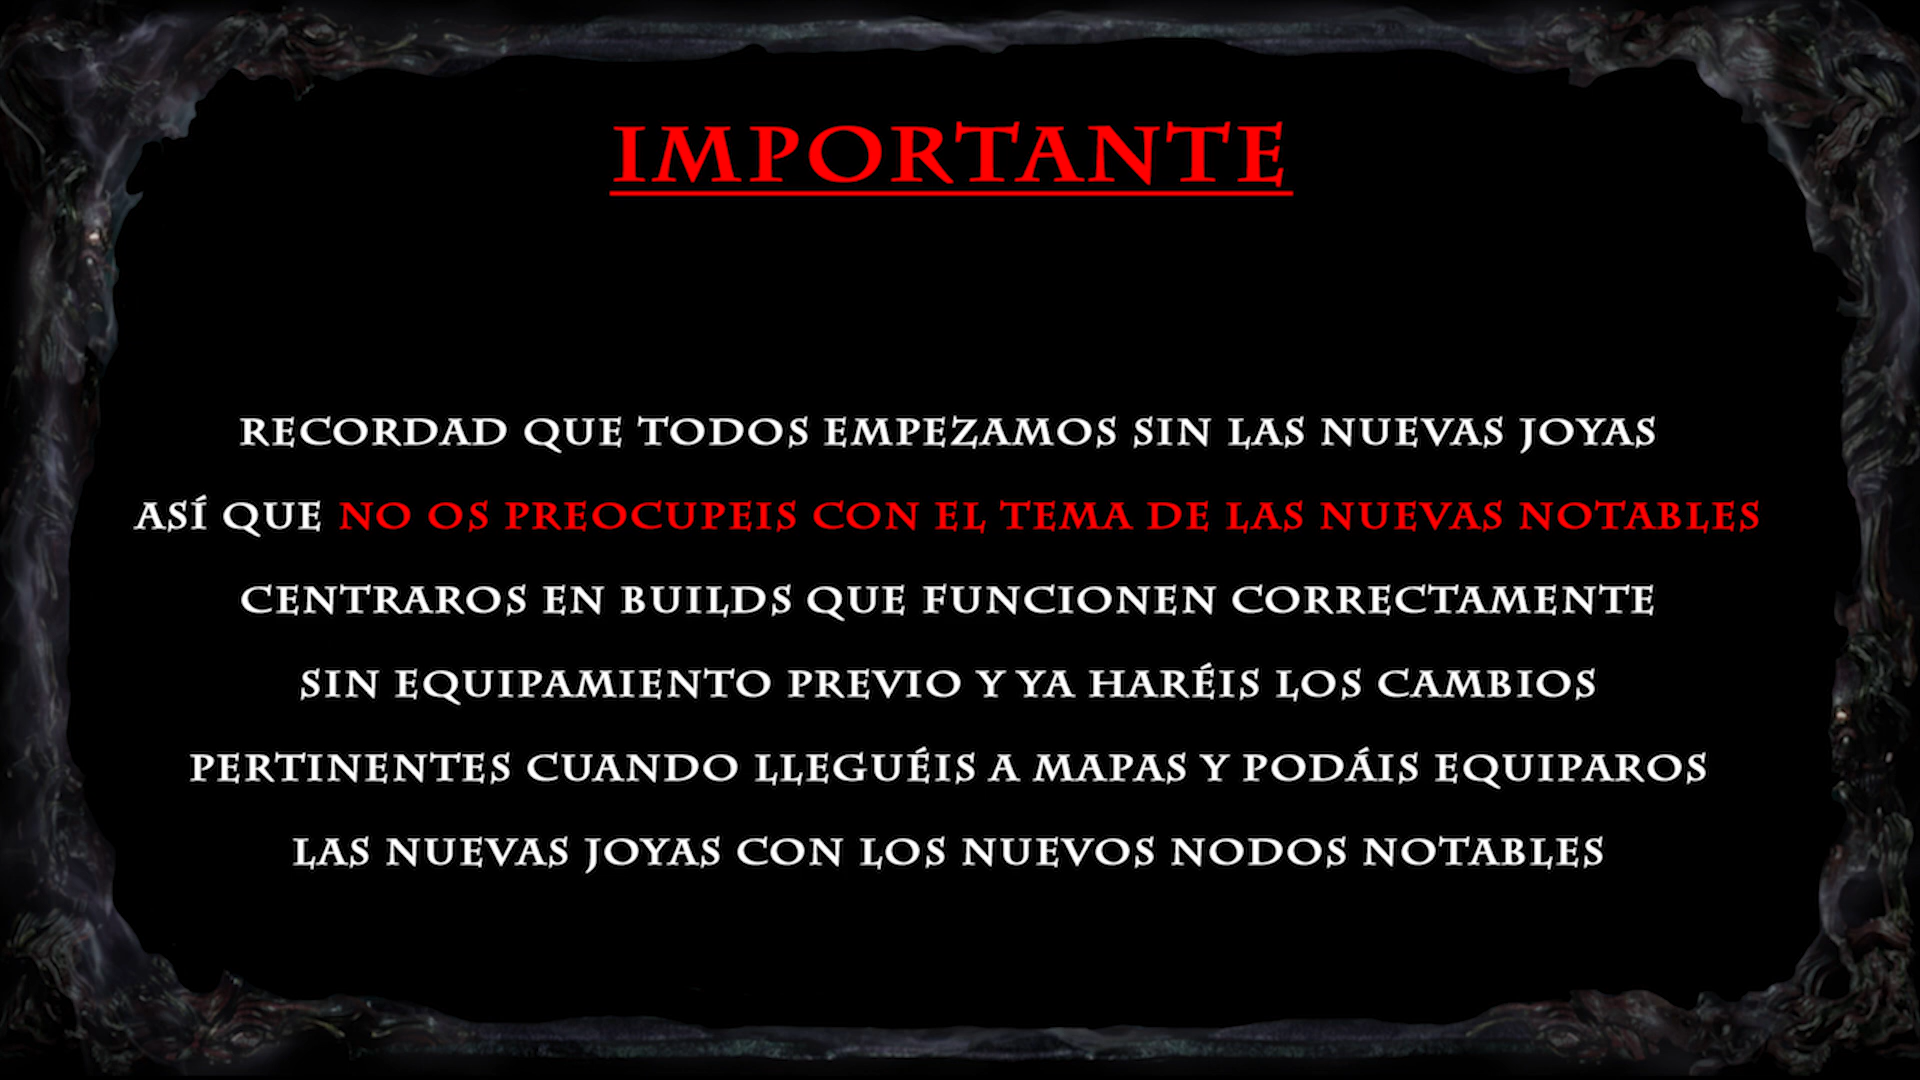 IMPORTANTE
RECORDAD QUE TODOS EMPEZAMOS SIN LAS NUEVAS JOYAS
ASÍ QUE NO OS PREOCUPEIS CON EL TEMA DE LAS NUEVAS NOTABLES
CENTRAROS EN BUILDS QUE FUNCIONEN CORRECTAMENTE
SIN EQUIPAMIENTO PREVIO Y YA HARÉIS LOS CAMBIOS
PERTINENTES CUANDO LLEGUÉIS A MAPAS Y PODÁIS EQUIPAROS
LAS NUEVAS JOYAS CON LOS NUEVOS NODOS NOTABLES